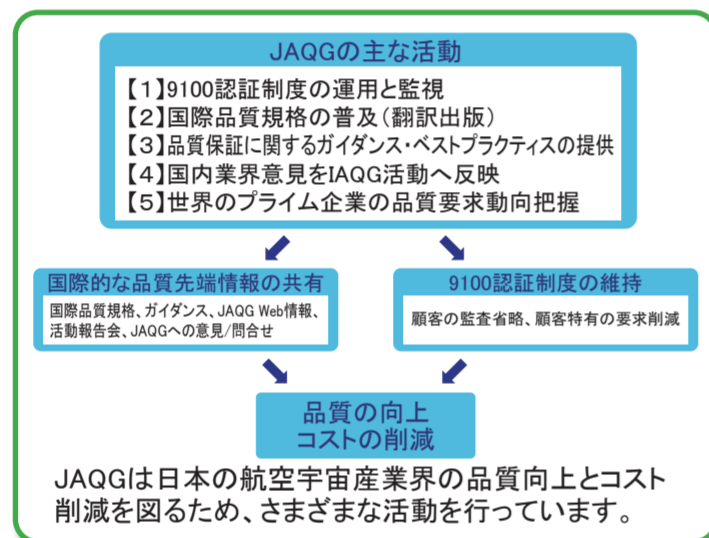 JAQGの主な活動
【１】9100認証制度の運用と監視
【２】国際品質規格の普及（翻訳出版）
【３】品質保証に関するガイダンス・ベストプラクティスの提供
【４】国内業界意見をIAQG活動へ反映
【５】世界のプライム企業の品質要求動向把握
国際的な品質先端情報の共有
国際品質規格、ガイダンス、JAQG Web情報、
活動報告会、JAQGへの意見/問合せ
9100認証制度の維持
顧客の監査省略、顧客特有の要求削減
品質の向上
コストの削減
JAQGは日本の航空宇宙産業界の品質向上とコスト
削減を図るため、さまざまな活動を行っています。